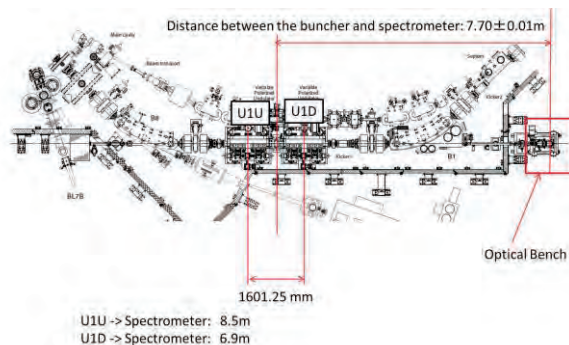 Distance between the buncher and spectrometer: 7.70±0.01m
U1U
U1D
B8
B1
BL7B
Optical Bench
1601.25 mm
U1U -> Spectrometer: 8.5m
U1D -> Spectrometer: 6.9m